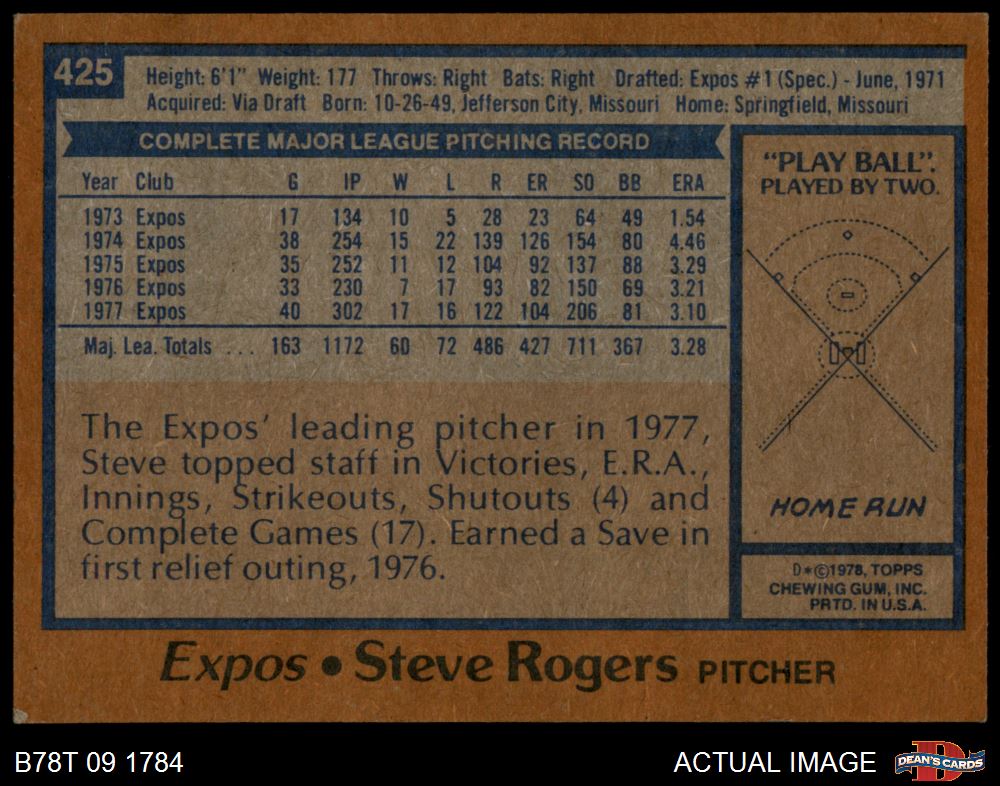 425
Height: 6'1" Weight: 177 Throws: Right Bats: Right Drafted: Expos #1 (Spec.) - June, 1971
Acquired: Via Draft Born: 10-26-49, Jefferson City, Missouri Home: Springfield, Missouri
COMPLETE MAJOR LEAGUE PITCHING RECORD
Year Club G IP W L R ER SO BB ERA
1973 Expos 17 134 10 5 28 23 64 49 1.54
1974 Expos 38 254 15 22 139 126 154 80 4.46
1975 Expos 35 252 11 12 104 92 137 88 3.29
1976 Expos 33 230 7 17 93 82 150 69 3.21
1977 Expos 40 302 17 16 122 104 206 81 3.10
Maj. Lea. Totals ... 163 1172 60 72 486 427 711 367 3.28
The Expos' leading pitcher in 1977,
Steve topped staff in Victories, E.R.A.,
Innings, Strikeouts, Shutouts (4) and
Complete Games (17). Earned a Save in
first relief outing, 1976.
"PLAY BALL".
PLAYED BY TWO.
HOME RUN
D*©1978, TOPPS
CHEWING GUM, INC.
PRTD. IN U.S.A.
Expos • Steve Rogers PITCHER
B78T 09 1784
ACTUAL IMAGE
D
DEAN'S CARDS